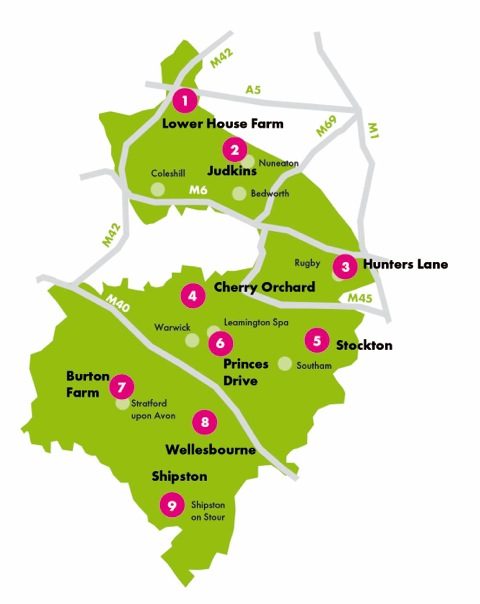 M42
1
A5
Lower House Farm
M69
M1
2
Nuneaton
Judkins
Coleshill
M6
Bedworth
M42
Rugby
3
Hunters Lane
4
Cherry Orchard
M45
M40
Warwick
Leamington Spa
6
5
Stockton
Princes
Drive
Southam
Burton
Farm
7
Stratford
upon Avon
8
Wellesbourne
Shipston
9
Shipston
on Stour